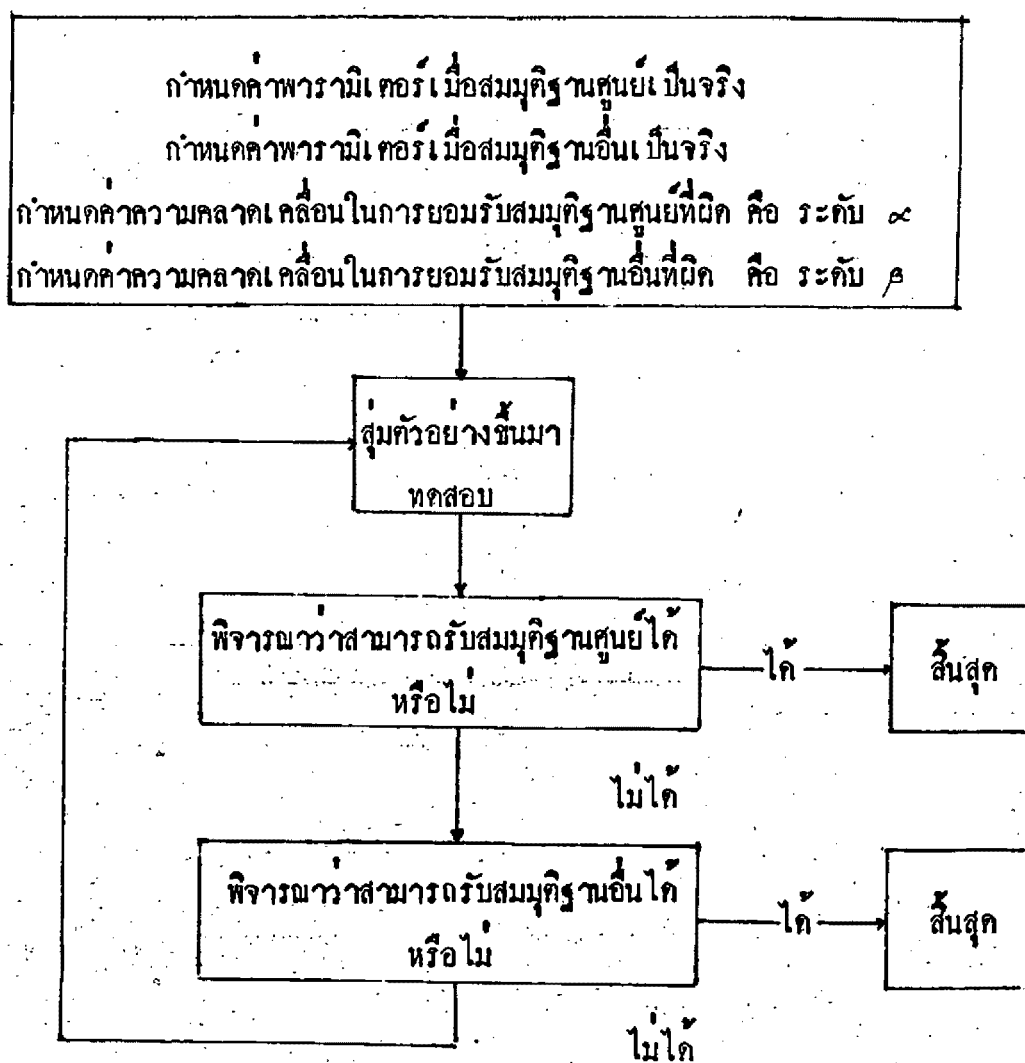 กำหนดค่าพารามิเตอร์เมื่อสมมุติฐานศูนย์เป็นจริง
กำหนดค่าพารามิเตอร์เมื่อสมมุติฐานอื่นเป็นจริง
กำหนดค่าความคลาดเคลื่อนในการยอมรับสมมุติฐานศูนย์ที่ผิด คือ ระดับ α
กำหนดค่าความคลาดเคลื่อนในการยอมรับสมมุติฐานอื่นที่ผิด คือ ระดับ β
สุ่มตัวอย่างขึ้นมา
ทดสอบ
พิจารณาว่าสามารถรับสมมุติฐานศูนย์ได้
หรือไม่
ได้
สิ้นสุด
ไม่ได้
พิจารณาว่าสามารถรับสมมุติฐานอื่นได้
หรือไม่
ได้
สิ้นสุด
ไม่ได้